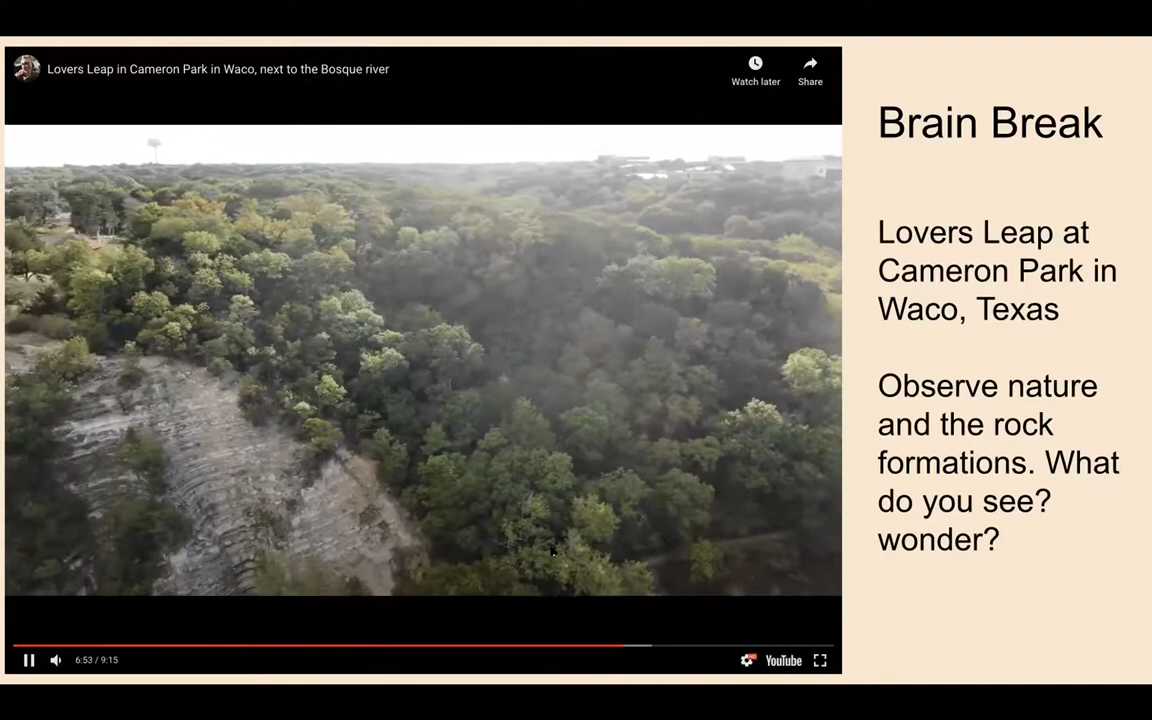 Lovers Leap in Cameron Park in Waco, next to the Bosque river
Watch later
Share
Brain Break
Lovers Leap at
Cameron Park in
Waco, Texas
Observe nature
and the rock
formations. What
do you see?
wonder?
6:53 / 9:15
HD
YouTube